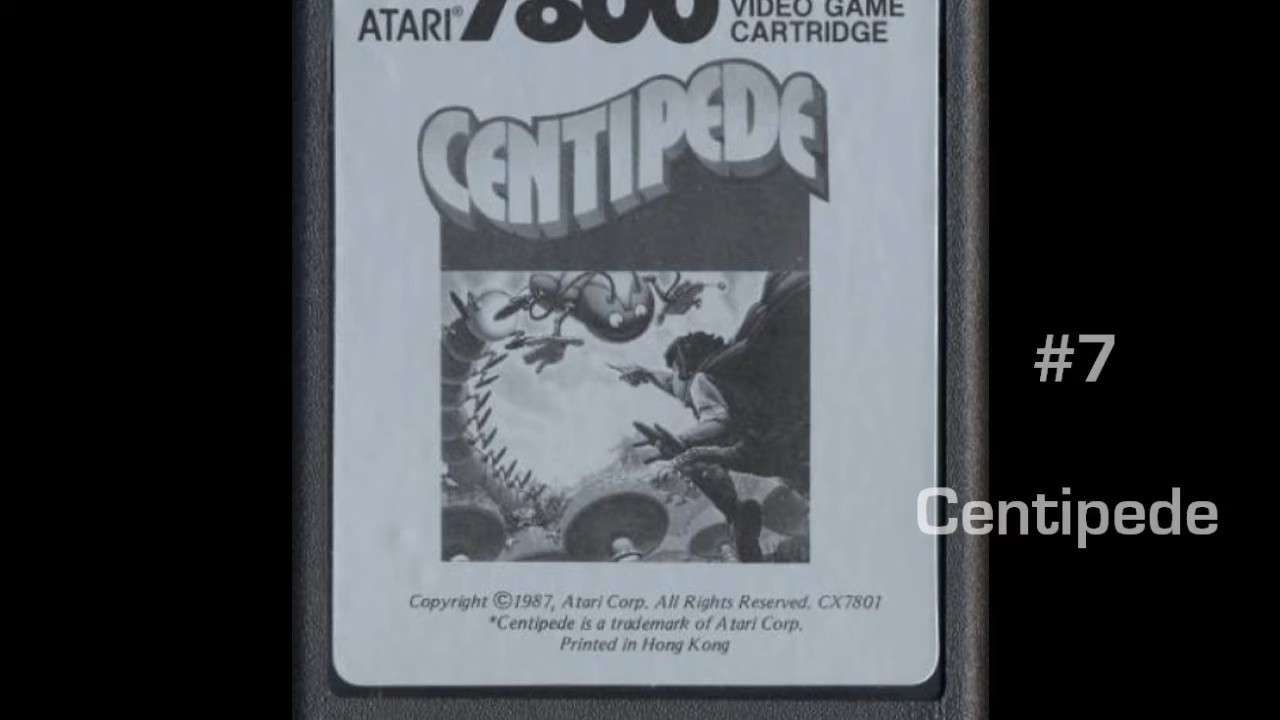 ATARI® 7800 VIDEO GAME
CARTRIDGE
CENTIPEDE
#7
Centipede
Copyright ©1987, Atari Corp. All Rights Reserved. CX7801
*Centipede is a trademark of Atari Corp.
Printed in Hong Kong